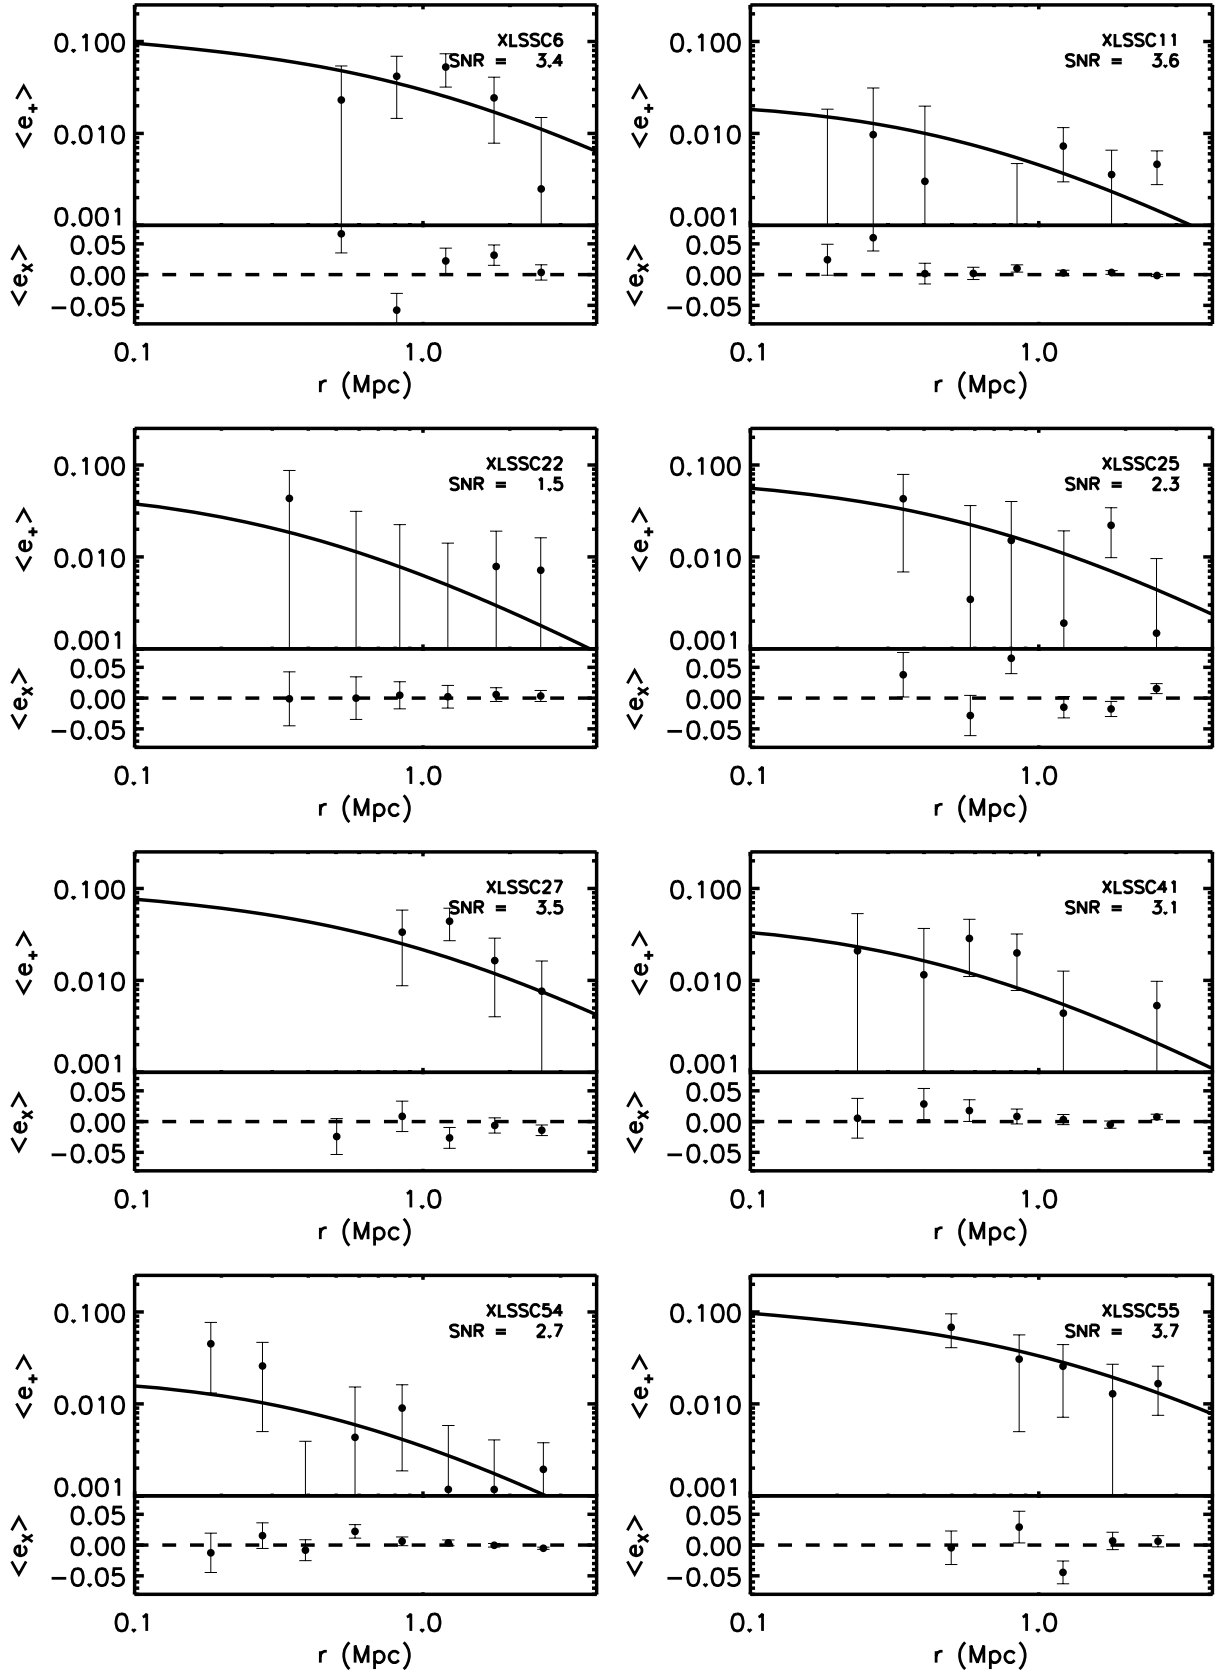 XLSSC6
SNR = 3.4
0.100
0.010
0.001
<e+>
0.05
0.00
−0.05
<ex>
0.1 1.0
r (Mpc)
XLSSC11
SNR = 3.6
0.100
0.010
0.001
<e+>
0.05
0.00
−0.05
<ex>
0.1 1.0
r (Mpc)
XLSSC22
SNR = 1.5
0.100
0.010
0.001
<e+>
0.05
0.00
−0.05
<ex>
0.1 1.0
r (Mpc)
XLSSC25
SNR = 2.3
0.100
0.010
0.001
<e+>
0.05
0.00
−0.05
<ex>
0.1 1.0
r (Mpc)
XLSSC27
SNR = 3.5
0.100
0.010
0.001
<e+>
0.05
0.00
−0.05
<ex>
0.1 1.0
r (Mpc)
XLSSC41
SNR = 3.1
0.100
0.010
0.001
<e+>
0.05
0.00
−0.05
<ex>
0.1 1.0
r (Mpc)
XLSSC54
SNR = 2.7
0.100
0.010
0.001
<e+>
0.05
0.00
−0.05
<ex>
0.1 1.0
r (Mpc)
XLSSC55
SNR = 3.7
0.100
0.010
0.001
<e+>
0.05
0.00
−0.05
<ex>
0.1 1.0
r (Mpc)